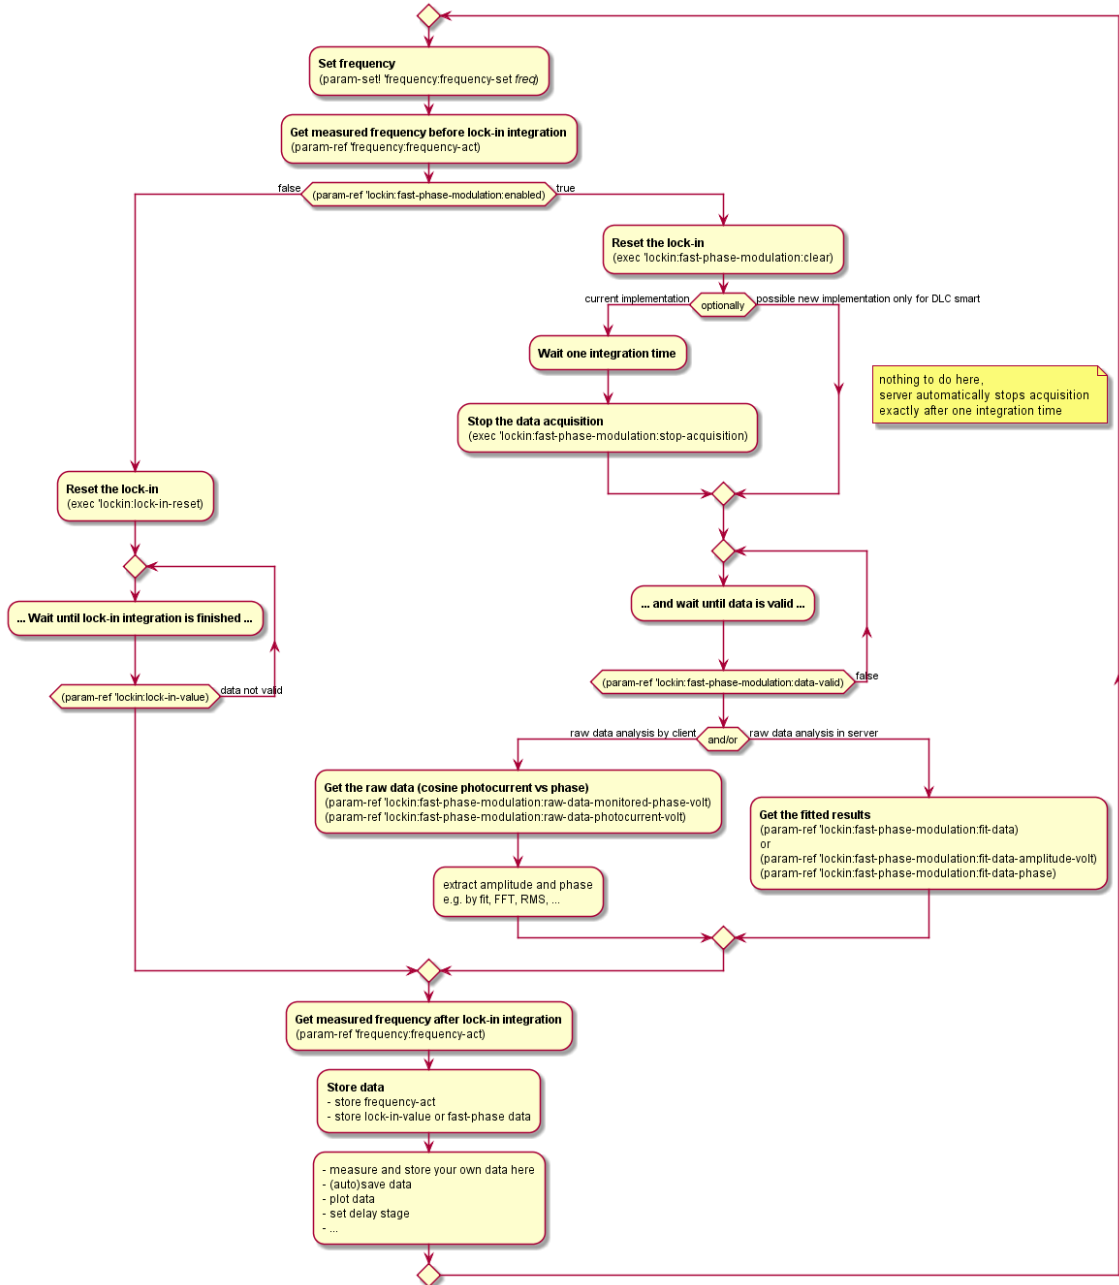 Set frequency
(param-set! 'frequency:frequency-set freq)
Get measured frequency before lock-in integration
(param-ref 'frequency:frequency-act)
false
(param-ref 'lockin:fast-phase-modulation:enabled)
true
Reset the lock-in
(exec 'lockin:fast-phase-modulation:clear)
current implementation
optionally
possible new implementation only for DLC smart
Wait one integration time
nothing to do here,
server automatically stops acquisition
exactly after one integration time
Stop the data acquisition
(exec 'lockin:fast-phase-modulation:stop-acquisition)
Reset the lock-in
(exec 'lockin:lock-in-reset)
... Wait until lock-in integration is finished ...
(param-ref 'lockin:lock-in-value)
data not valid
... and wait until data is valid ...
(param-ref 'lockin:fast-phase-modulation:data-valid)
false
raw data analysis by client
and/or
raw data analysis in server
Get the raw data (cosine photocurrent vs phase)
(param-ref 'lockin:fast-phase-modulation:raw-data-monitored-phase-volt)
(param-ref 'lockin:fast-phase-modulation:raw-data-photocurrent-volt)
extract amplitude and phase
e.g. by fit, FFT, RMS, ...
Get the fitted results
(param-ref 'lockin:fast-phase-modulation:fit-data)
or
(param-ref 'lockin:fast-phase-modulation:fit-data-amplitude-volt)
(param-ref 'lockin:fast-phase-modulation:fit-data-phase)
Get measured frequency after lock-in integration
(param-ref 'frequency:frequency-act)
Store data
- store frequency-act
- store lock-in-value or fast-phase data
- measure and store your own data here
- (auto)save data
- plot data
- set delay stage
- ...